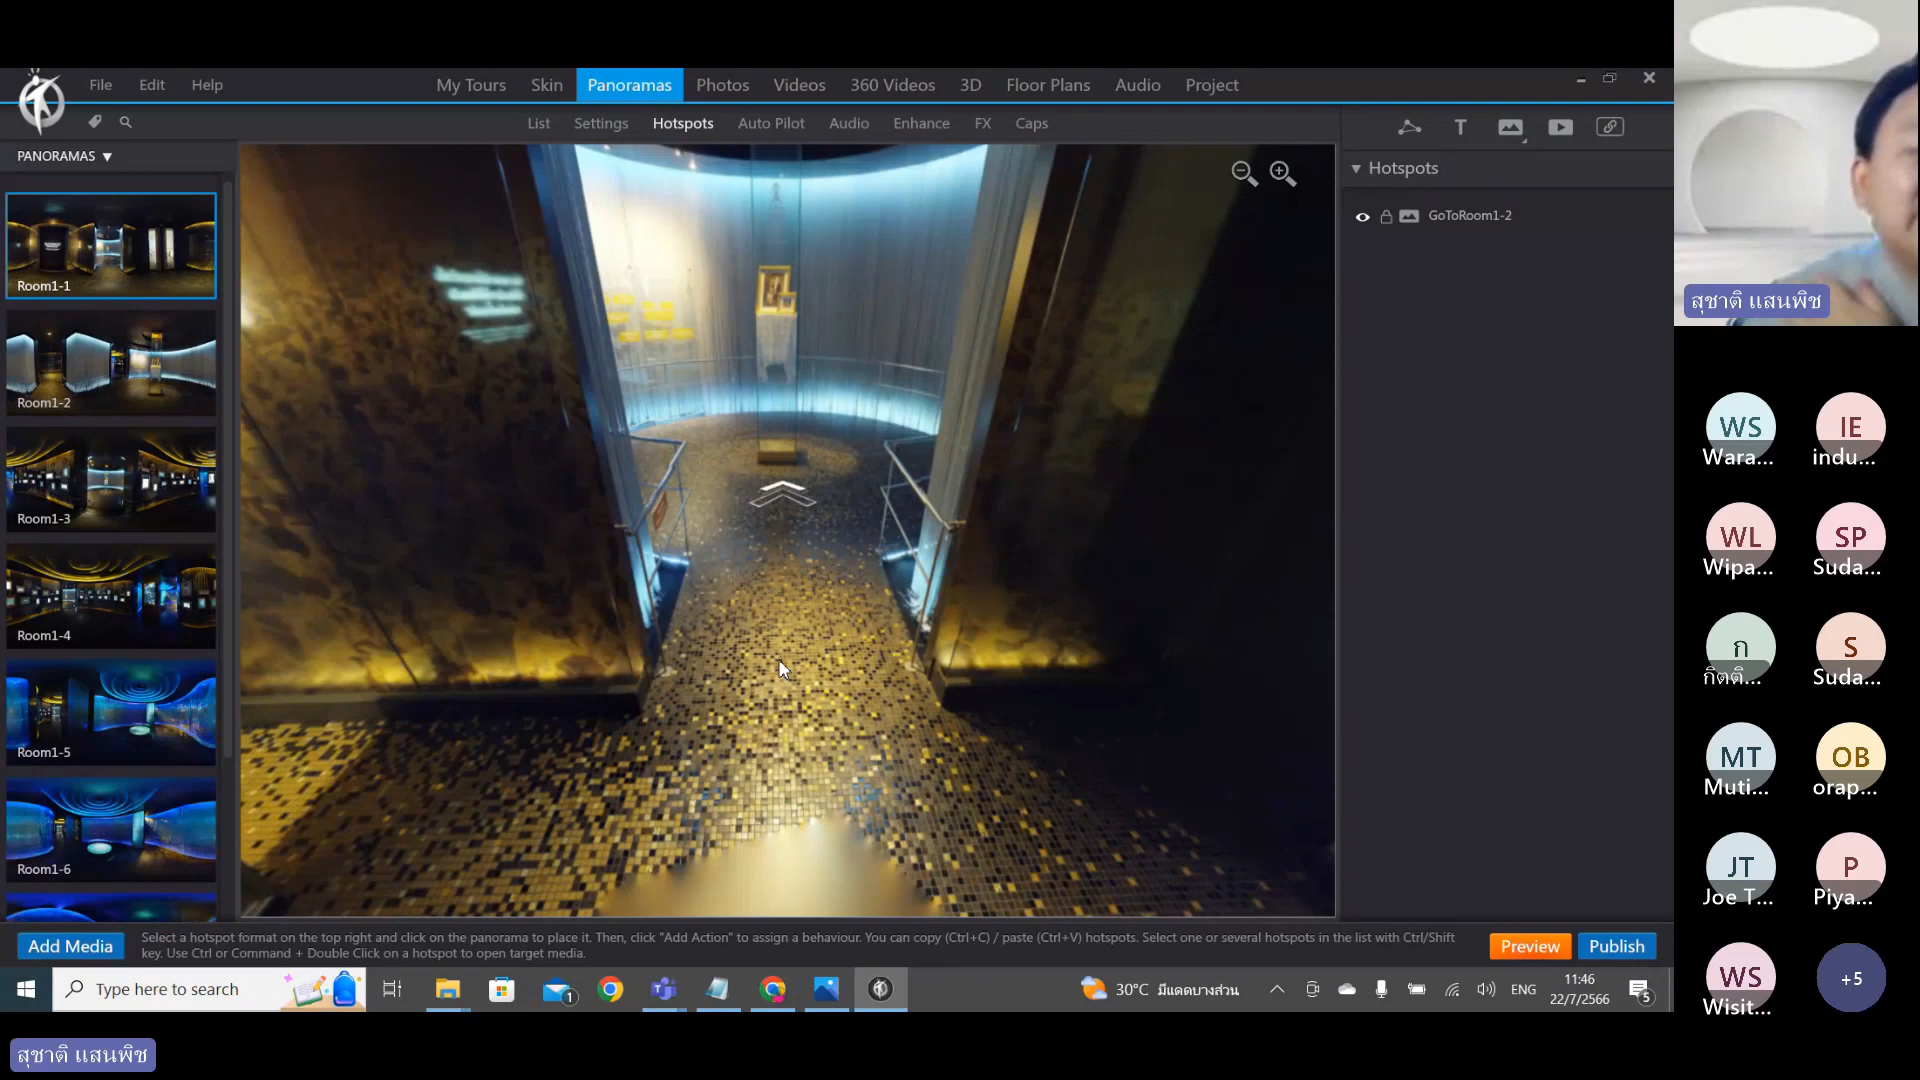 File Edit Help
My Tours Skin Panoramas Photos Videos 360 Videos 3D Floor Plans Audio Project
List Settings Hotspots Auto Pilot Audio Enhance FX Caps
PANORAMAS
Room1-1
Room1-2
Room1-3
Room1-4
Room1-5
Room1-6
Hotspots
GoToRoom1-2
Add Media
Select a hotspot format on the top right and click on the panorama to place it. Then, click "Add Action" to assign a behaviour. You can copy (Ctrl+C) / paste (Ctrl+V) hotspots. Select one or several hotspots in the list with Ctrl/Shift
key. Use Ctrl or Command + Double Click on a hotspot to open target media.
Preview Publish
Type here to search
1
30°C มีแดดบางส่วน
ENG
11:46
22/7/2566
5
สุชาติ แสนพิช
สุชาติ แสนพิช
WS
Wara...
IE
indu...
WL
Wipa...
SP
Suda...
ก
กิตติ...
S
Suda...
MT
Muti...
OB
orap...
JT
Joe T...
P
Piya...
WS
Wisit...
+5